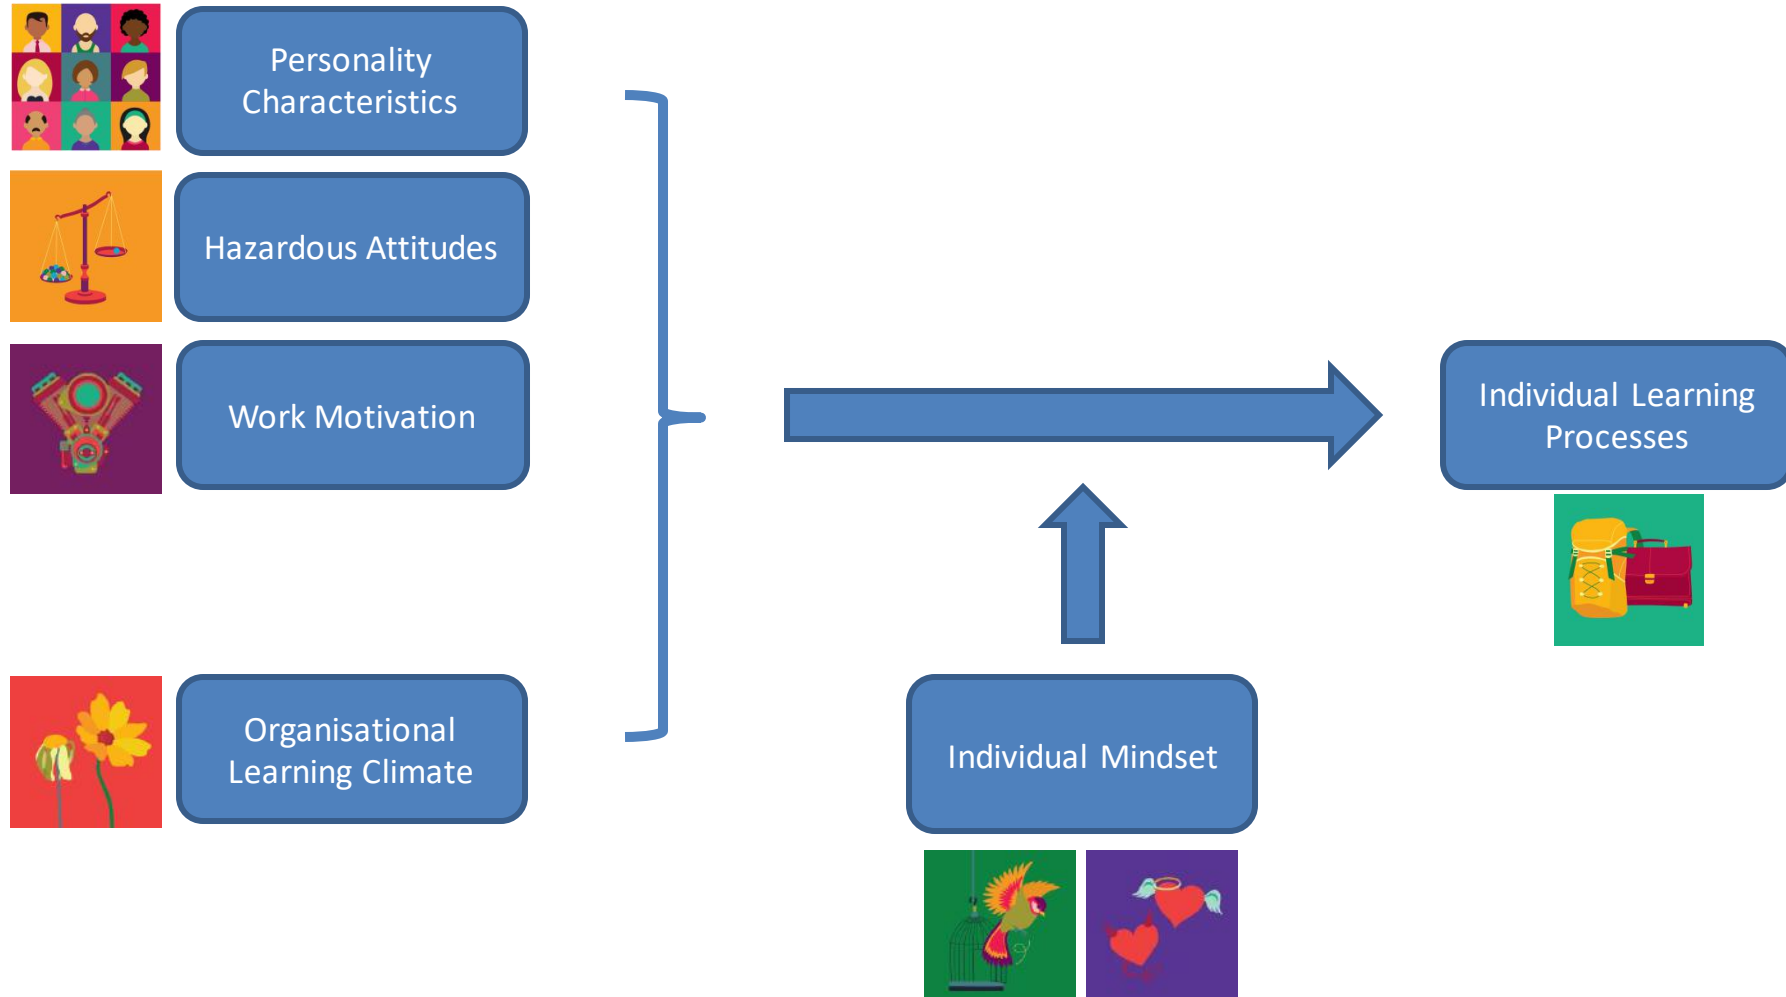 Personality
Characteristics
Hazardous Attitudes
Work Motivation
Organisational
Learning Climate
Individual Mindset
Individual Learning
Processes